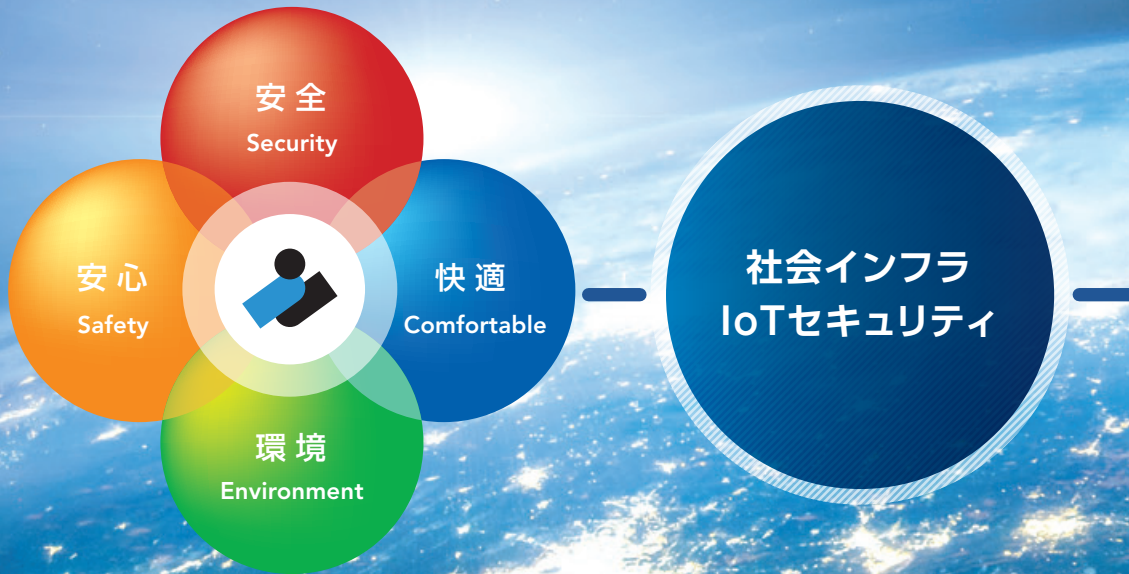 安全
Security
安心
Safety
快適
Comfortable
環境
Environment
社会インフラ
IoTセキュリティ